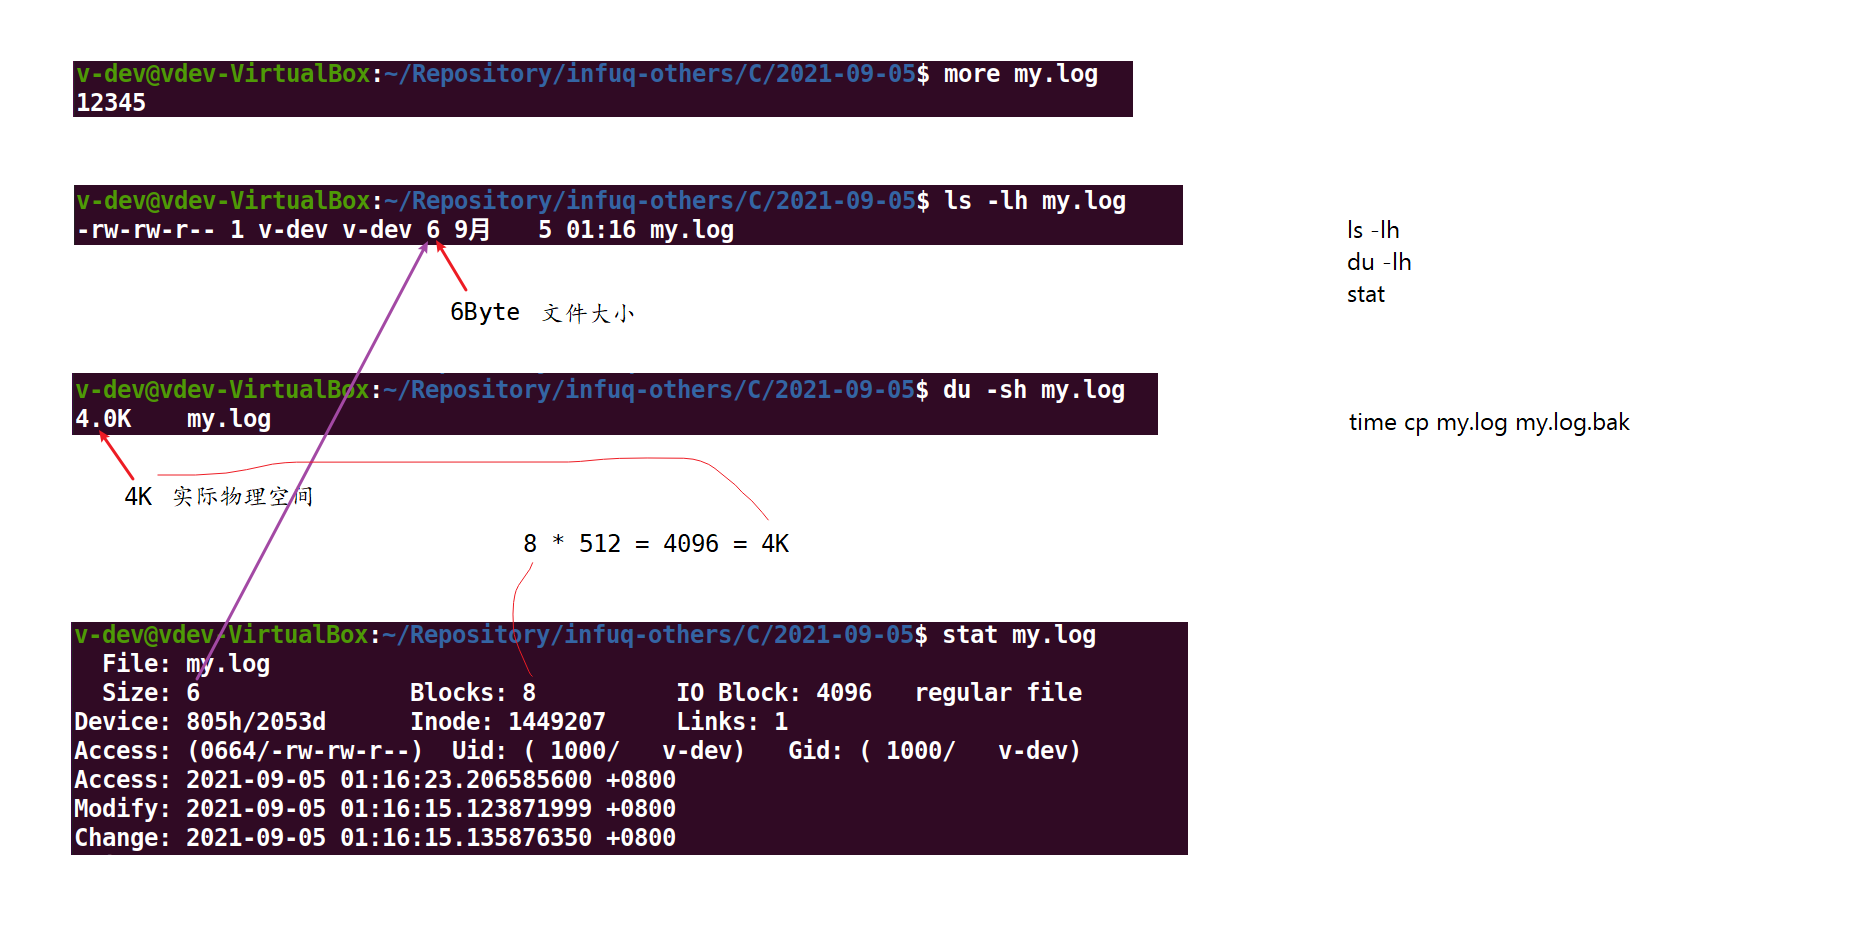 v-dev@vdev-VirtualBox:~/Repository/infuq-others/C/2021-09-05$ more my.log
12345
v-dev@vdev-VirtualBox:~/Repository/infuq-others/C/2021-09-05$ ls -lh my.log
-rw-rw-r-- 1 v-dev v-dev 6 9月   5 01:16 my.log
ls -lh
du -lh
stat
6Byte 文件大小
v-dev@vdev-VirtualBox:~/Repository/infuq-others/C/2021-09-05$ du -sh my.log
4.0K    my.log
time cp my.log my.log.bak
4K 实际物理空间
8 * 512 = 4096 = 4K
v-dev@vdev-VirtualBox:~/Repository/infuq-others/C/2021-09-05$ stat my.log
  File: my.log
  Size: 6               Blocks: 8          IO Block: 4096   regular file
Device: 805h/2053d      Inode: 1449207     Links: 1
Access: (0664/-rw-rw-r--)  Uid: ( 1000/   v-dev)   Gid: ( 1000/   v-dev)
Access: 2021-09-05 01:16:23.206585600 +0800
Modify: 2021-09-05 01:16:15.123871999 +0800
Change: 2021-09-05 01:16:15.135876350 +0800